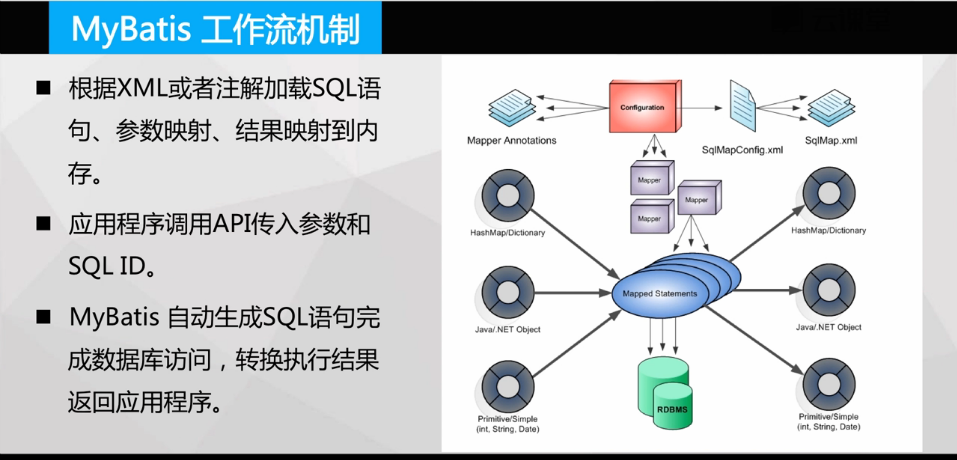 MyBatis 工作流机制
■ 根据XML或者注解加载SQL语
句、参数映射、结果映射到内
存。
■ 应用程序调用API传入参数和
SQL ID。
■ MyBatis 自动生成SQL语句完
成数据库访问，转换执行结果
返回应用程序。
Configuration
Mapper Annotations
SqlMapConfig.xml
SqlMap.xml
Mapper
Mapper
Mapper
HashMap/Dictionary
HashMap/Dictionary
Mapped Statements
Java/.NET Object
Java/.NET Object
RDBMS
Primitive/Simple
(int, String, Date)
Primitive/Simple
(int, String, Date)